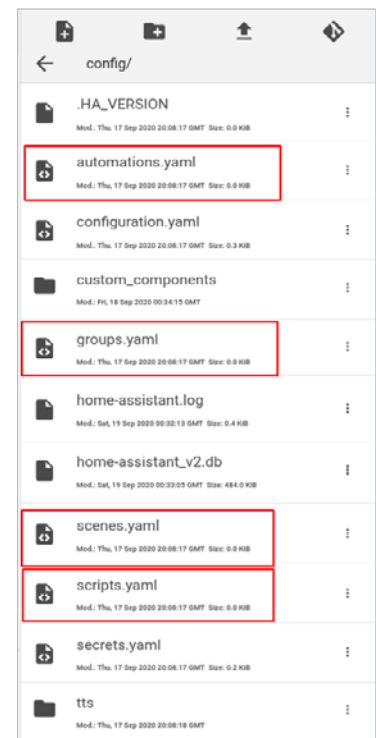 config/
.HA_VERSION
Mod.: Thu, 17 Sep 2020 20:08:17 GMT Size: 0.0 KiB
automations.yaml
Mod.: Thu, 17 Sep 2020 20:08:17 GMT Size: 0.0 KiB
configuration.yaml
Mod.: Thu, 17 Sep 2020 20:08:17 GMT Size: 0.3 KiB
custom_components
Mod.: Fri, 18 Sep 2020 00:34:15 GMT
groups.yaml
Mod.: Thu, 17 Sep 2020 20:08:17 GMT Size: 0.0 KiB
home-assistant.log
Mod.: Sat, 19 Sep 2020 00:32:13 GMT Size: 0.4 KiB
home-assistant_v2.db
Mod.: Sat, 19 Sep 2020 00:33:05 GMT Size: 484.0 KiB
scenes.yaml
Mod.: Thu, 17 Sep 2020 20:08:17 GMT Size: 0.0 KiB
scripts.yaml
Mod.: Thu, 17 Sep 2020 20:08:17 GMT Size: 0.0 KiB
secrets.yaml
Mod.: Thu, 17 Sep 2020 20:08:17 GMT Size: 0.2 KiB
tts
Mod.: Thu, 17 Sep 2020 20:08:18 GMT